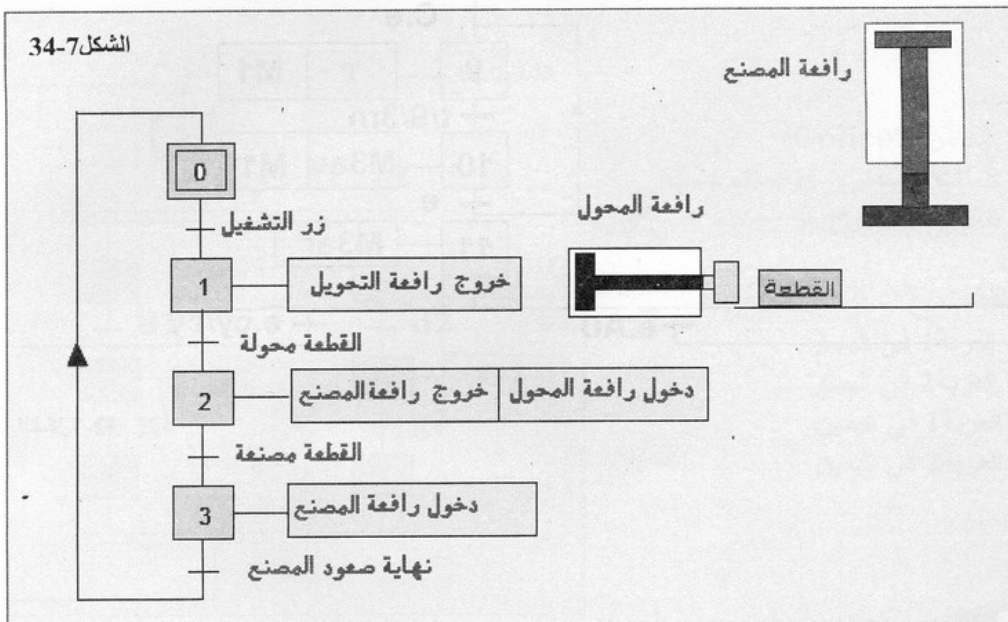 الشكل7-34
رافعة المصنع
0
زر التشغيل
رافعة المحول
1
خروج رافعة التحويل
القطعة
القطعة محولة
2
خروج رافعة المصنع
دخول رافعة المحول
القطعة مصنعة
3
دخول رافعة المصنع
نهاية صعود المصنع